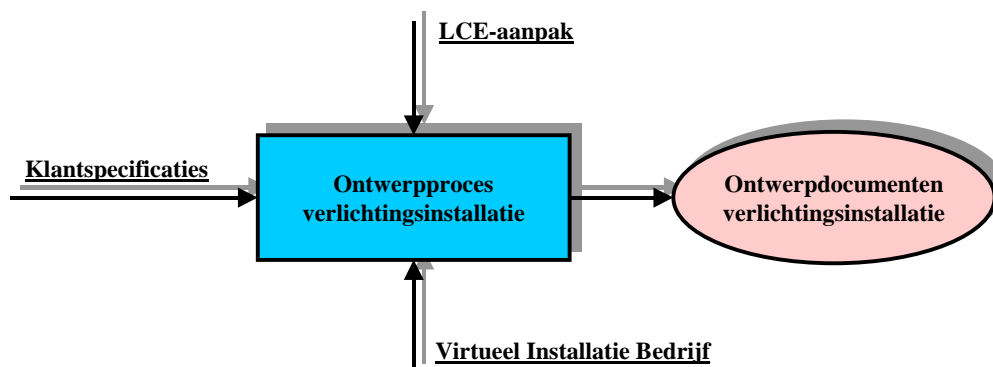 LCE-aanpak
Klantspecificaties
Ontwerpproces
verlichtingsinstallatie
Ontwerpdocumenten
verlichtingsinstallatie
Virtueel Installatie Bedrijf